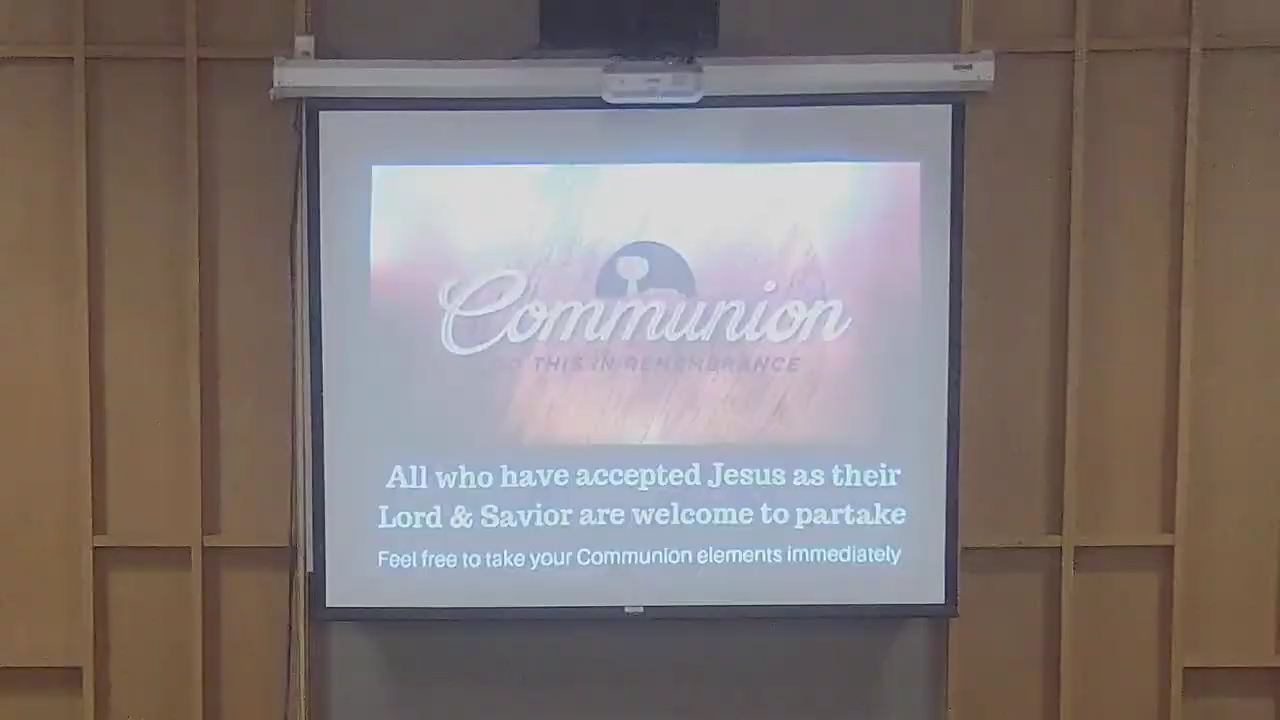 Communion
DO THIS IN REMEMBRANCE
All who have accepted Jesus as their
Lord & Savior are welcome to partake
Feel free to take your Communion elements immediately